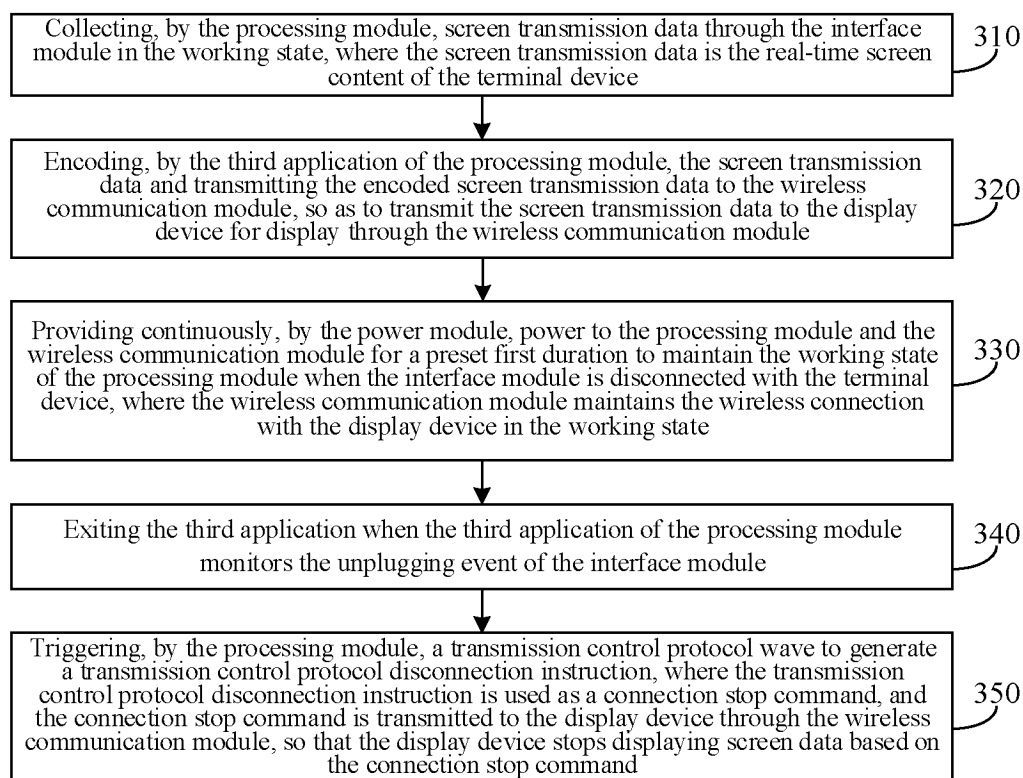 Collecting, by the processing module, screen transmission data through the interface
module in the working state, where the screen transmission data is the real-time screen
content of the terminal device
310
Encoding, by the third application of the processing module, the screen transmission
data and transmitting the encoded screen transmission data to the wireless
communication module, so as to transmit the screen transmission data to the display
device for display through the wireless communication module
320
Providing continuously, by the power module, power to the processing module and the
wireless communication module for a preset first duration to maintain the working state
of the processing module when the interface module is disconnected with the terminal
device, where the wireless communication module maintains the wireless connection
with the display device in the working state
330
Exiting the third application when the third application of the processing module
monitors the unplugging event of the interface module
340
Triggering, by the processing module, a transmission control protocol wave to generate
a transmission control protocol disconnection instruction, where the transmission
control protocol disconnection instruction is used as a connection stop command, and
the connection stop command is transmitted to the display device through the wireless
communication module, so that the display device stops displaying screen data based on
the connection stop command
350